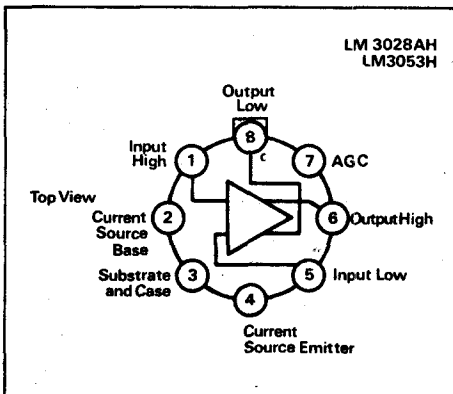 LM 3028AH
LM3053H
Output
Low
8
C
Input
High
1
7
AGC
Top View
2
Current
Source
Base
6
OutputHigh
Substrate
and Case
3
5
Input Low
4
Current
Source Emitter